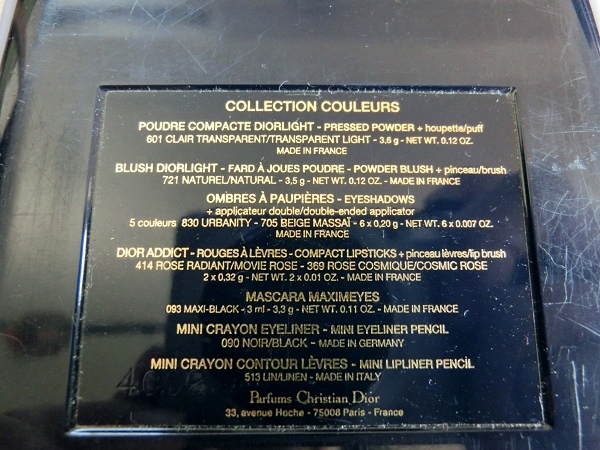 COLLECTION COULEURS
POUDRE COMPACTE DIORLIGHT - PRESSED POWDER + houpette/puff
601 CLAIR TRANSPARENT/TRANSPARENT LIGHT - 3,6 g - NET WT. 0.12 OZ.
MADE IN FRANCE
BLUSH DIORLIGHT - FARD À JOUES POUDRE - POWDER BLUSH + pinceau/brush
721 NATUREL/NATURAL - 3,5 g - NET WT. 0.12 OZ. - MADE IN FRANCE
OMBRES À PAUPIÈRES - EYESHADOWS
+ applicateur double/double-ended applicator
5 couleurs 830 URBANITY - 705 BEIGE MASSAÏ - 6 x 0,20 g - NET WT. 6 x 0.007 OZ.
MADE IN FRANCE
DIOR ADDICT - ROUGES À LÈVRES - COMPACT LIPSTICKS + pinceau lèvres/lip brush
414 ROSE RADIANT/MOVIE ROSE - 369 ROSE COSMIQUE/COSMIC ROSE
2 x 0,32 g - NET WT. 2 x 0.01 OZ. - MADE IN FRANCE
MASCARA MAXIMEYES
093 MAXI-BLACK - 3 ml - 3,3 g - NET WT. 0.11 OZ. - MADE IN FRANCE
MINI CRAYON EYELINER - MINI EYELINER PENCIL
090 NOIR/BLACK - MADE IN GERMANY
MINI CRAYON CONTOUR LÈVRES - MINI LIPLINER PENCIL
513 LIN/LINEN - MADE IN ITALY
Parfums Christian Dior
33, avenue Hoche - 75008 Paris - France